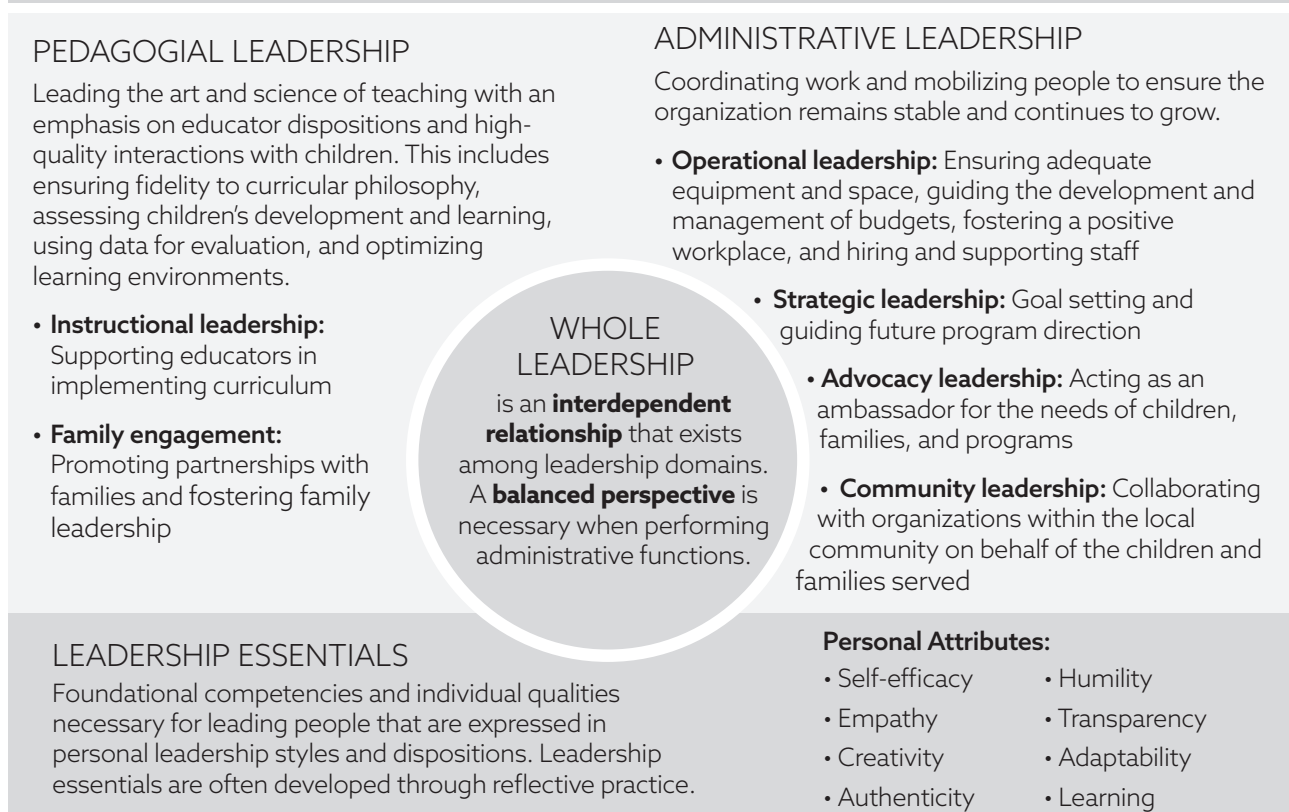 PEDAGOGIAL LEADERSHIP
Leading the art and science of teaching with an
emphasis on educator dispositions and high-
quality interactions with children. This includes
ensuring fidelity to curricular philosophy,
assessing children’s development and learning,
using data for evaluation, and optimizing
learning environments.
• Instructional leadership:
Supporting educators in
implementing curriculum
• Family engagement:
Promoting partnerships with
families and fostering family
leadership
WHOLE
LEADERSHIP
is an interdependent
relationship that exists
among leadership domains.
A balanced perspective is
necessary when performing
administrative functions.
ADMINISTRATIVE LEADERSHIP
Coordinating work and mobilizing people to ensure the
organization remains stable and continues to grow.
• Operational leadership: Ensuring adequate
equipment and space, guiding the development and
management of budgets, fostering a positive
workplace, and hiring and supporting staff
• Strategic leadership: Goal setting and
guiding future program direction
• Advocacy leadership: Acting as an
ambassador for the needs of children,
families, and programs
• Community leadership: Collaborating
with organizations within the local
community on behalf of the children and
families served
LEADERSHIP ESSENTIALS
Foundational competencies and individual qualities
necessary for leading people that are expressed in
personal leadership styles and dispositions. Leadership
essentials are often developed through reflective practice.
Personal Attributes:
• Self-efficacy
• Empathy
• Creativity
• Authenticity
• Humility
• Transparency
• Adaptability
• Learning